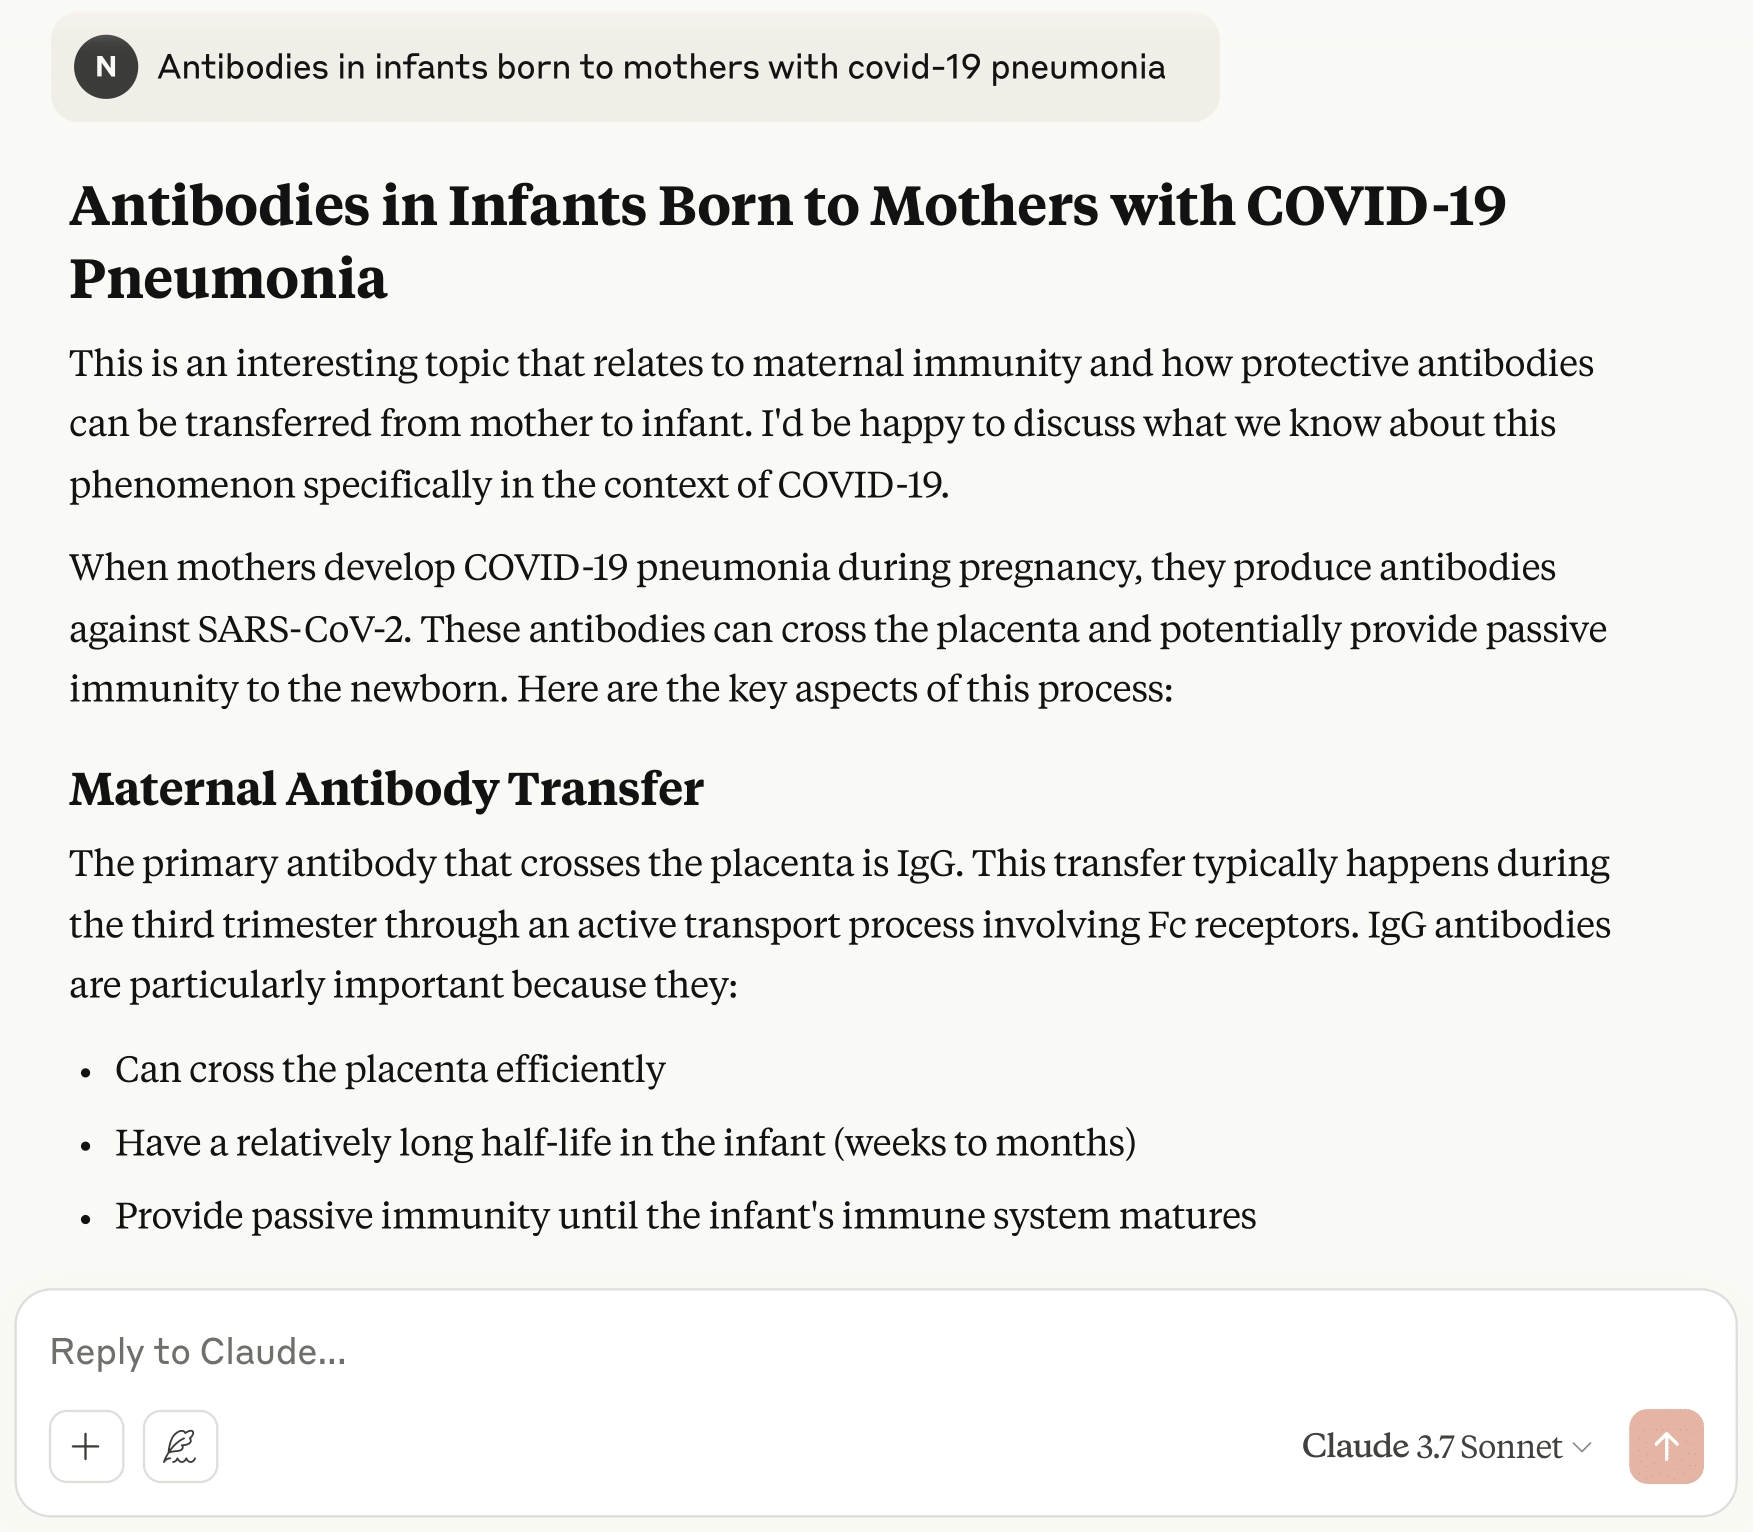 N
Antibodies in infants born to mothers with covid-19 pneumonia
Antibodies in Infants Born to Mothers with COVID-19
Pneumonia
This is an interesting topic that relates to maternal immunity and how protective antibodies
can be transferred from mother to infant. I'd be happy to discuss what we know about this
phenomenon specifically in the context of COVID-19.
When mothers develop COVID-19 pneumonia during pregnancy, they produce antibodies
against SARS-CoV-2. These antibodies can cross the placenta and potentially provide passive
immunity to the newborn. Here are the key aspects of this process:
Maternal Antibody Transfer
The primary antibody that crosses the placenta is IgG. This transfer typically happens during
the third trimester through an active transport process involving Fc receptors. IgG antibodies
are particularly important because they:
• Can cross the placenta efficiently
• Have a relatively long half-life in the infant (weeks to months)
• Provide passive immunity until the infant's immune system matures
Reply to Claude...
Claude 3.7 Sonnet